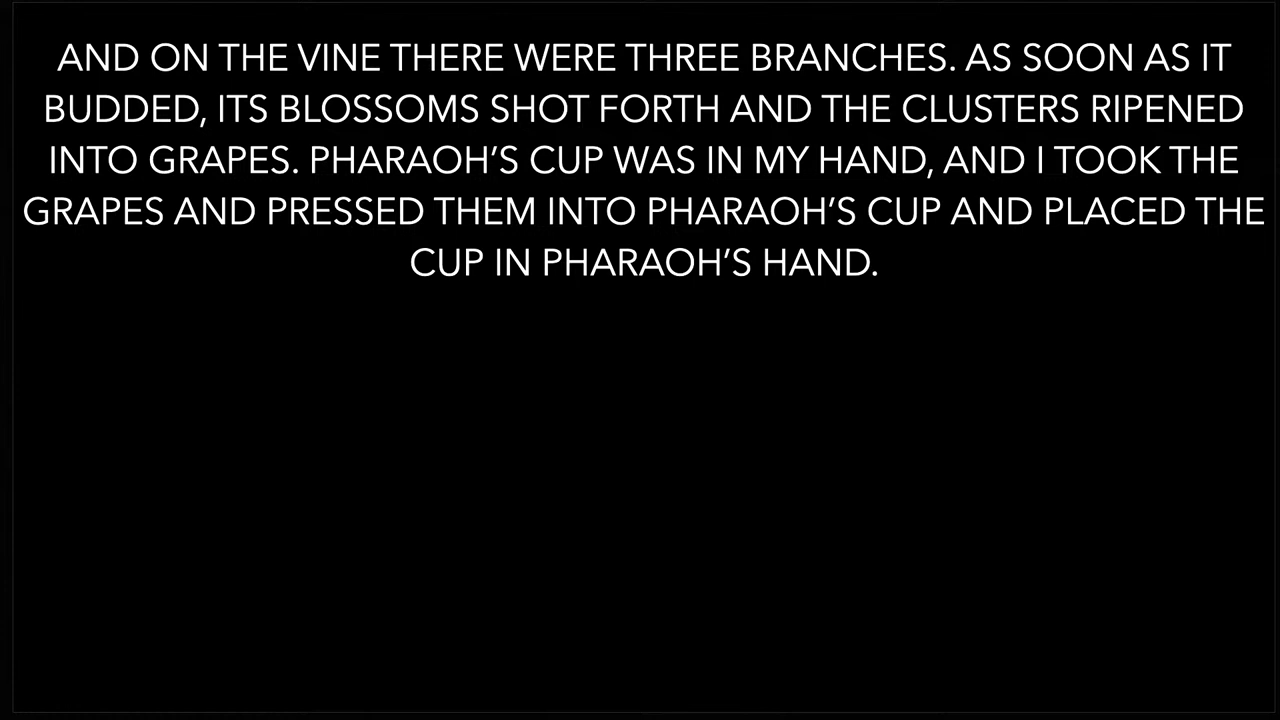 AND ON THE VINE THERE WERE THREE BRANCHES. AS SOON AS IT
BUDDED, ITS BLOSSOMS SHOT FORTH AND THE CLUSTERS RIPENED
INTO GRAPES. PHARAOH’S CUP WAS IN MY HAND, AND I TOOK THE
GRAPES AND PRESSED THEM INTO PHARAOH’S CUP AND PLACED THE
CUP IN PHARAOH’S HAND.